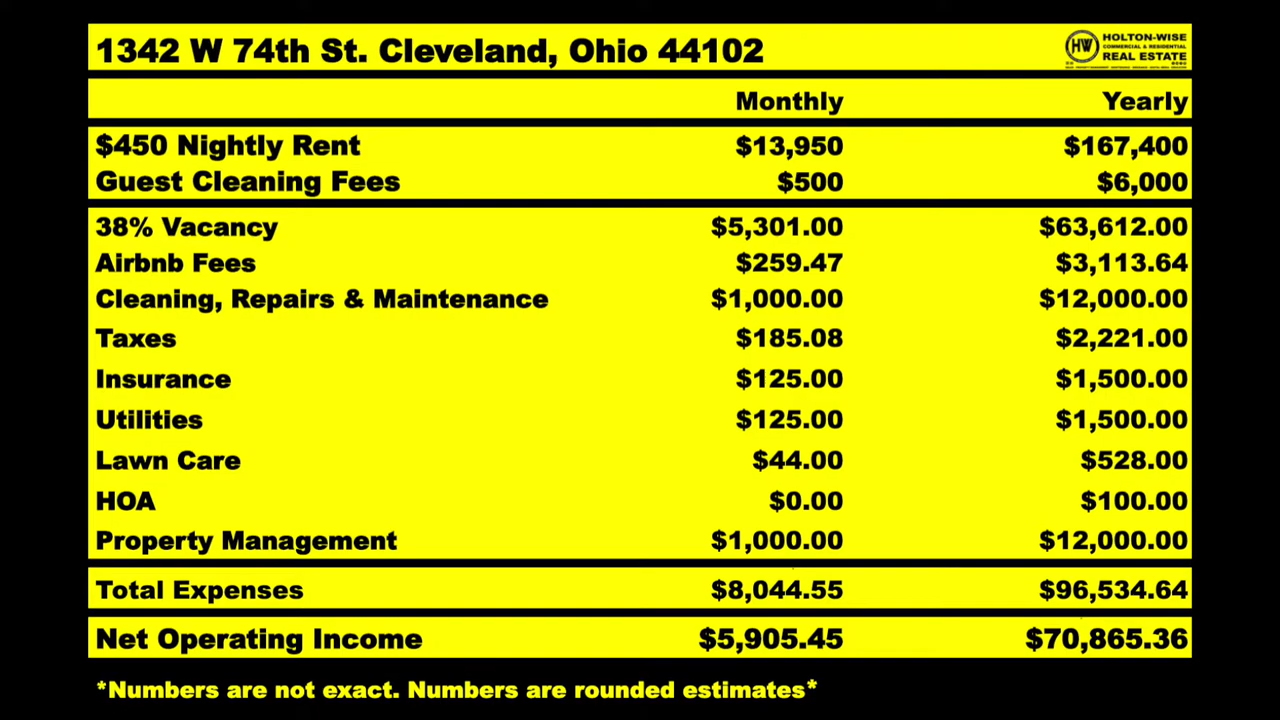 1342 W 74th St. Cleveland, Ohio 44102
HW
HOLTON-WISE
COMMERCIAL & RESIDENTIAL
REAL ESTATE
Monthly Yearly
$450 Nightly Rent $13,950 $167,400
Guest Cleaning Fees $500 $6,000
38% Vacancy $5,301.00 $63,612.00
Airbnb Fees $259.47 $3,113.64
Cleaning, Repairs & Maintenance $1,000.00 $12,000.00
Taxes $185.08 $2,221.00
Insurance $125.00 $1,500.00
Utilities $125.00 $1,500.00
Lawn Care $44.00 $528.00
HOA $0.00 $100.00
Property Management $1,000.00 $12,000.00
Total Expenses $8,044.55 $96,534.64
Net Operating Income $5,905.45 $70,865.36
*Numbers are not exact. Numbers are rounded estimates*